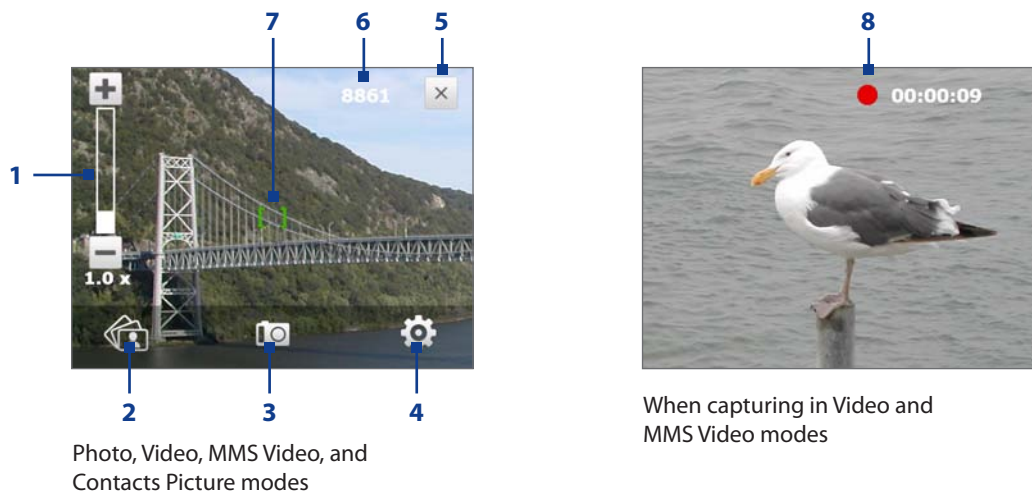 7
6
5
8
8861
×
00:00:09
1
1.0 x
2
3
4
Photo, Video, MMS Video, and
Contacts Picture modes
When capturing in Video and
MMS Video modes